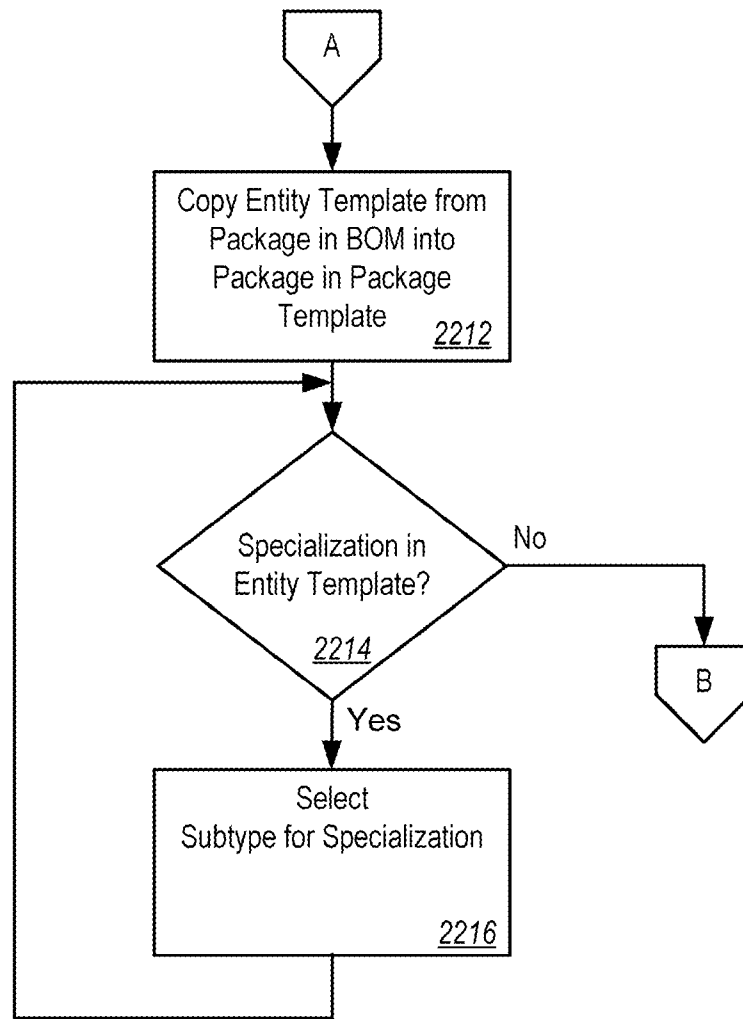 A
Copy Entity Template from
Package in BOM into
Package in Package
Template
2212
Specialization in
Entity Template?
2214
No
B
Yes
Select
Subtype for Specialization
2216